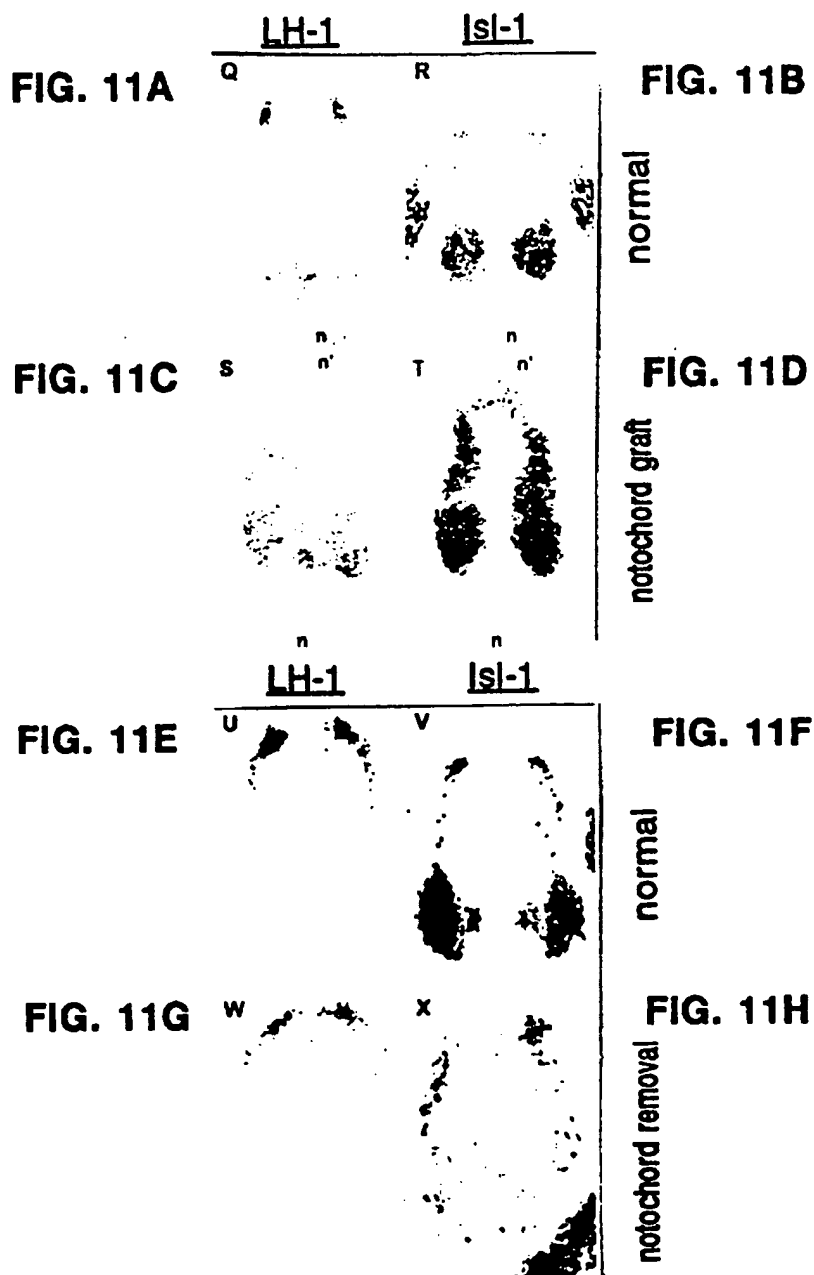 LH-1 Isl-1
FIG. 11A Q R FIG. 11B
normal
n n
FIG. 11C S n' T n' FIG. 11D
notochord graft
n n
LH-1 Isl-1
FIG. 11E U V FIG. 11F
normal
FIG. 11G W X FIG. 11H
notochord removal